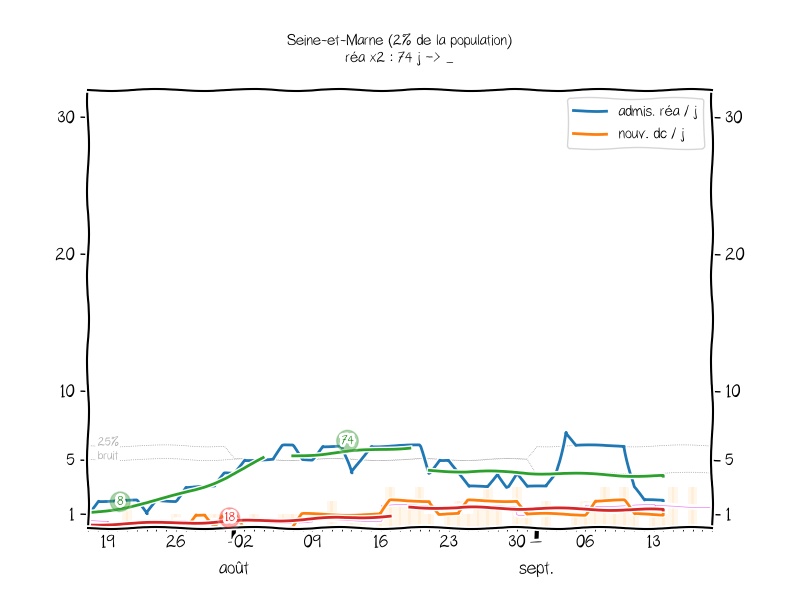 Seine-et-Marne (2% de la population)
réa x2 : 74 j -> _
admis. réa / j
nouv. dc / j
30 30
20 20
10 10
5 5
1 1
25%
bruit
8
18
74
19 26 02 09 16 23 30 06 13
août sept.